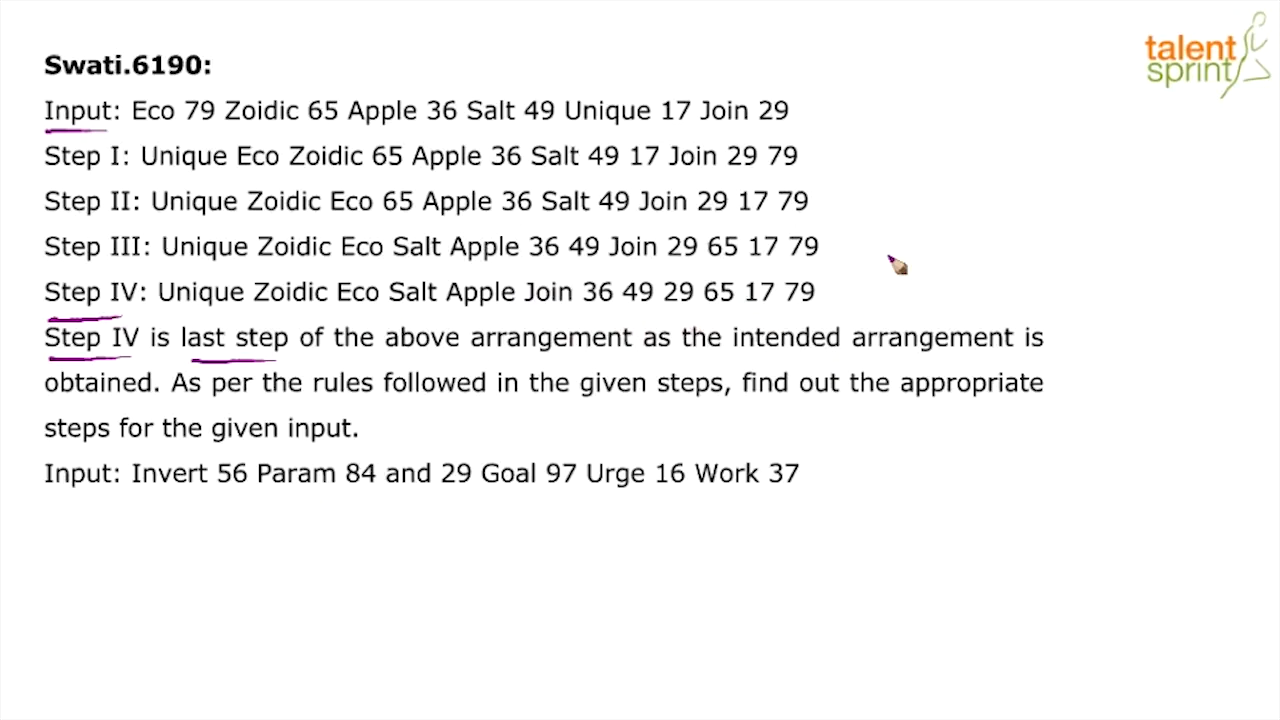 talent
sprint
Swati.6190:
Input: Eco 79 Zoidic 65 Apple 36 Salt 49 Unique 17 Join 29
Step I: Unique Eco Zoidic 65 Apple 36 Salt 49 17 Join 29 79
Step II: Unique Zoidic Eco 65 Apple 36 Salt 49 Join 29 17 79
Step III: Unique Zoidic Eco Salt Apple 36 49 Join 29 65 17 79
Step IV: Unique Zoidic Eco Salt Apple Join 36 49 29 65 17 79
Step IV is last step of the above arrangement as the intended arrangement is
obtained. As per the rules followed in the given steps, find out the appropriate
steps for the given input.
Input: Invert 56 Param 84 and 29 Goal 97 Urge 16 Work 37